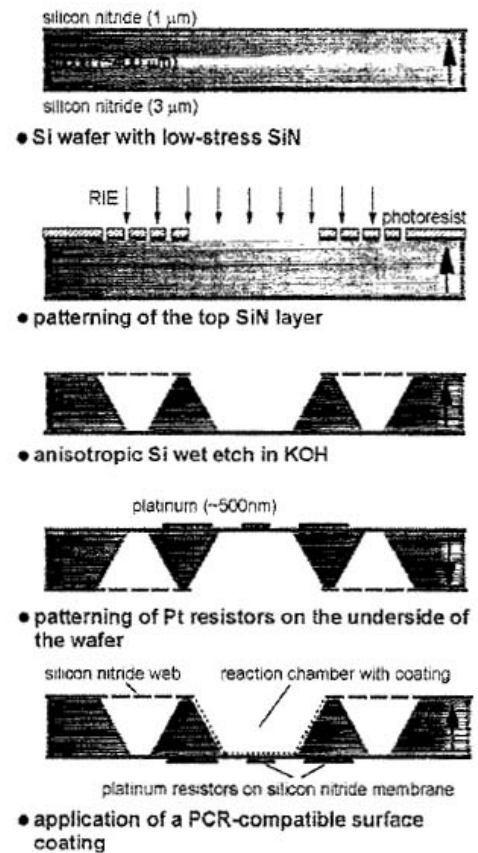 silicon nitride (1 µm)
silicon nitride (3 µm)
● Si wafer with low-stress SiN
RIE
photoresist
● patterning of the top SiN layer
● anisotropic Si wet etch in KOH
platinum (~500nm)
● patterning of Pt resistors on the underside of
the wafer
silicon nitride web
reaction chamber with coating
platinum resistors on silicon nitride membrane
● application of a PCR-compatible surface
coating